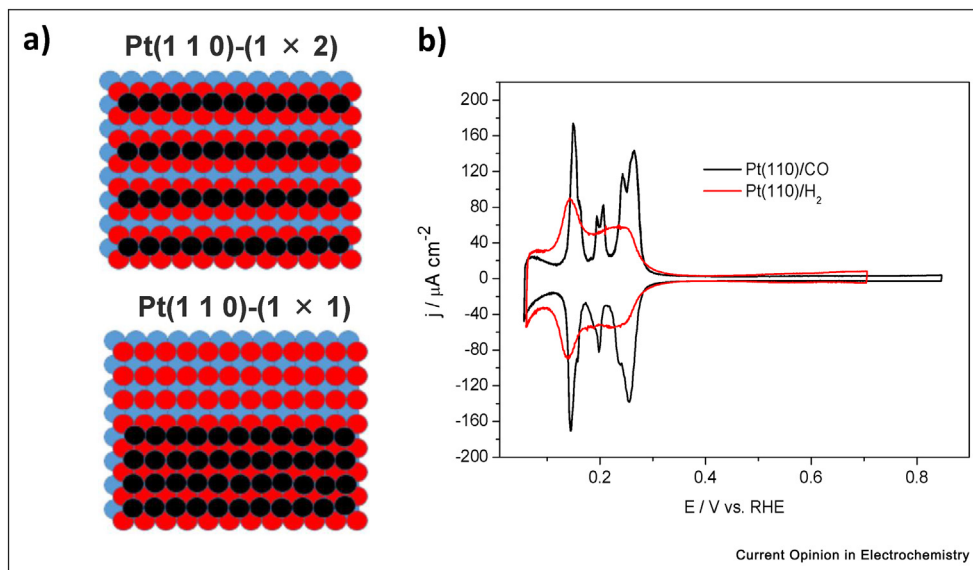 a)
Pt(1 1 0)-(1 × 2)
Pt(1 1 0)-(1 × 1)
b)
200
160
120
80
40
0
-40
-80
-120
-160
-200
j / μA cm⁻²
Pt(110)/CO
Pt(110)/H₂
0.2 0.4 0.6 0.8
E / V vs. RHE
Current Opinion in Electrochemistry